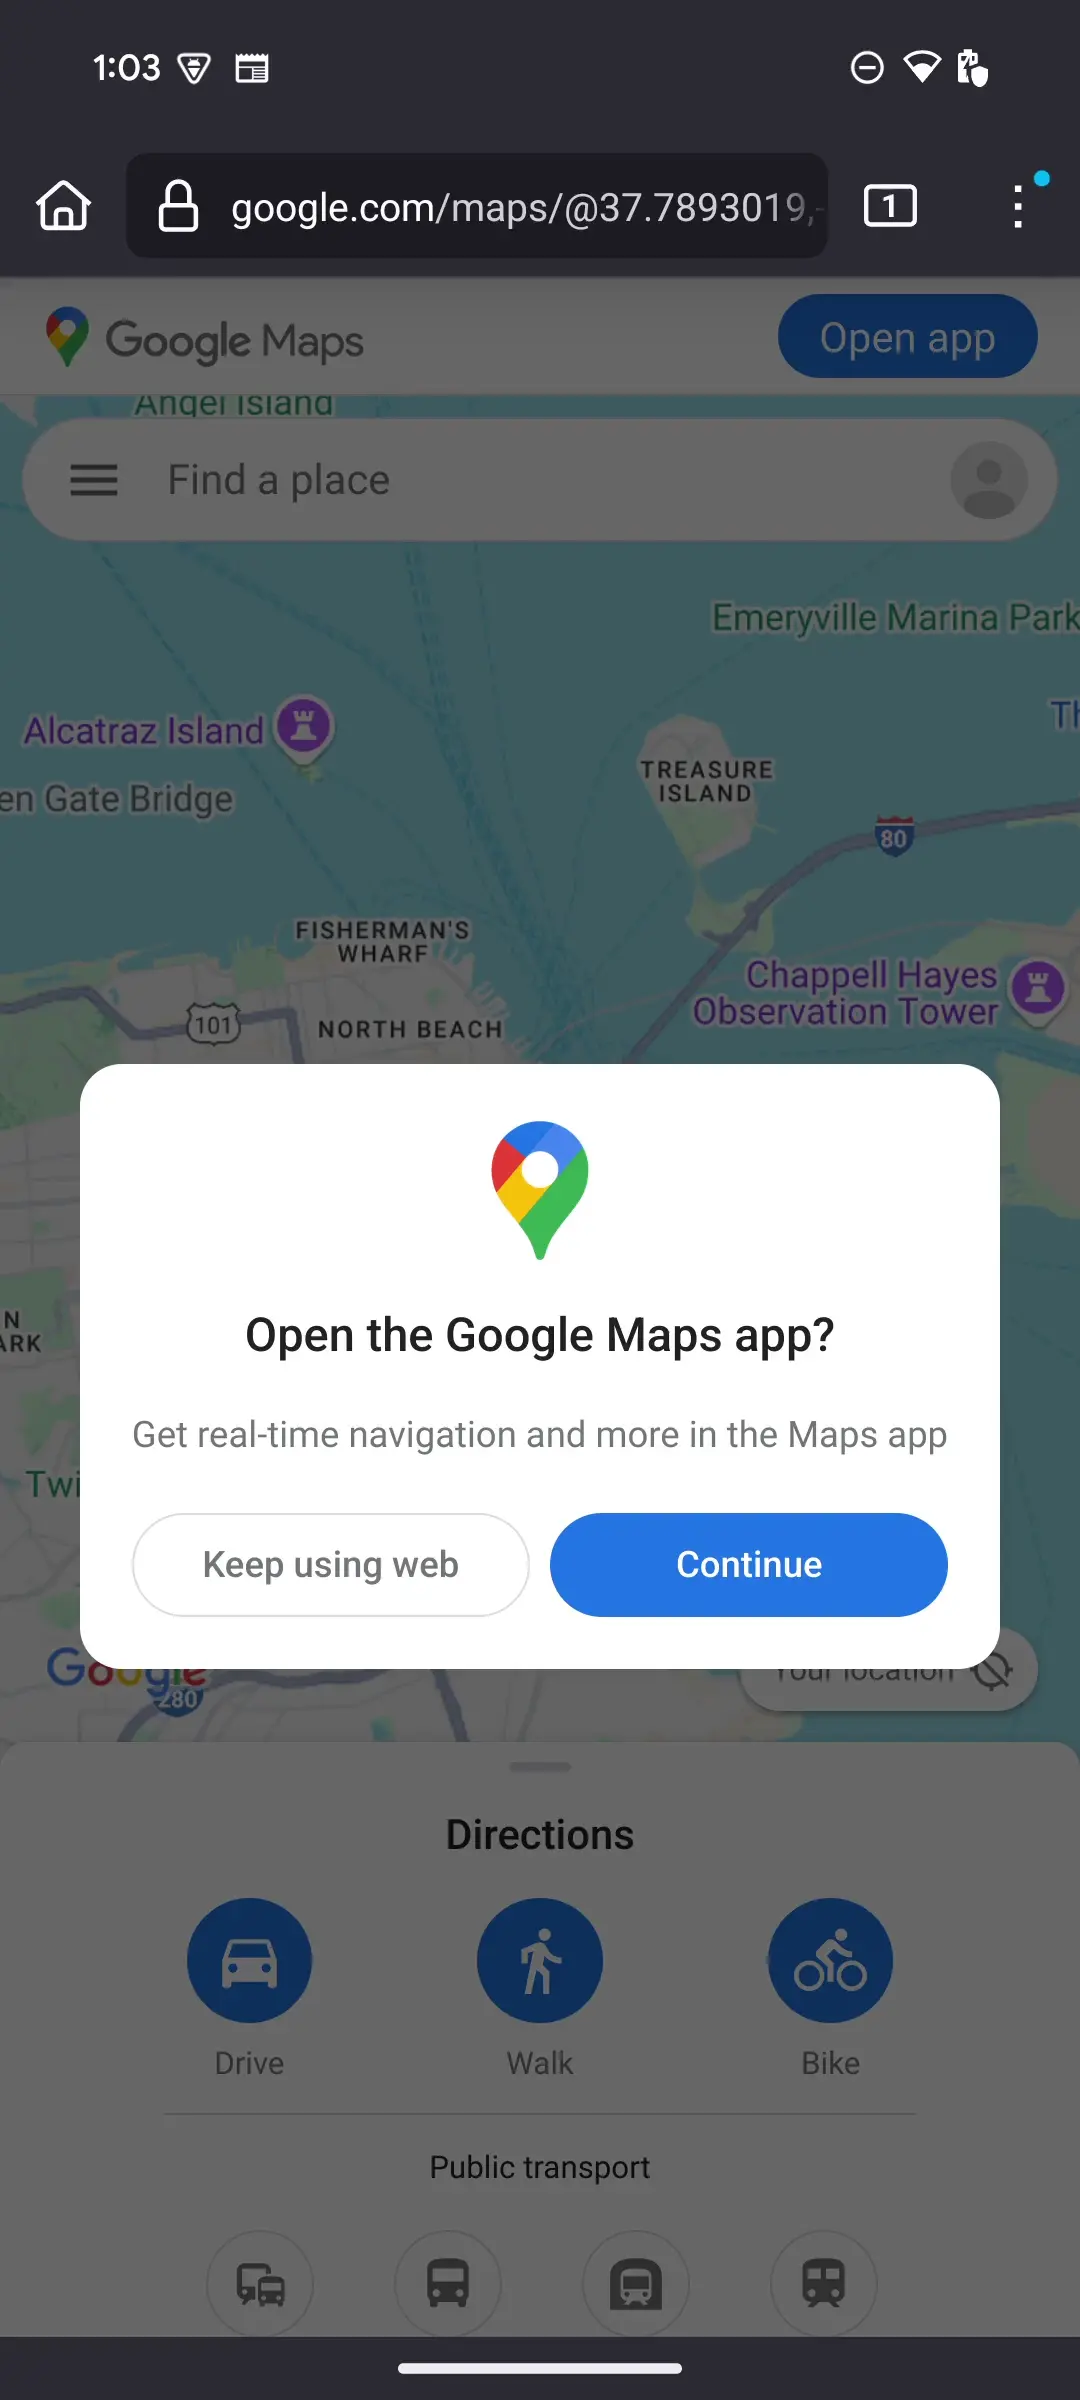 1:03
google.com/maps/@37.7893019,-
1
Google Maps
Open app
Angel Island
Find a place
Emeryville Marina Park
Th
Alcatraz Island
en Gate Bridge
TREASURE
ISLAND
80
FISHERMAN'S
WHARF
Chappell Hayes
Observation Tower
101
NORTH BEACH
Open the Google Maps app?
N
ARK
Get real-time navigation and more in the Maps app
Twi
Keep using web
Continue
Google
Your location
280
Directions
Drive
Walk
Bike
Public transport